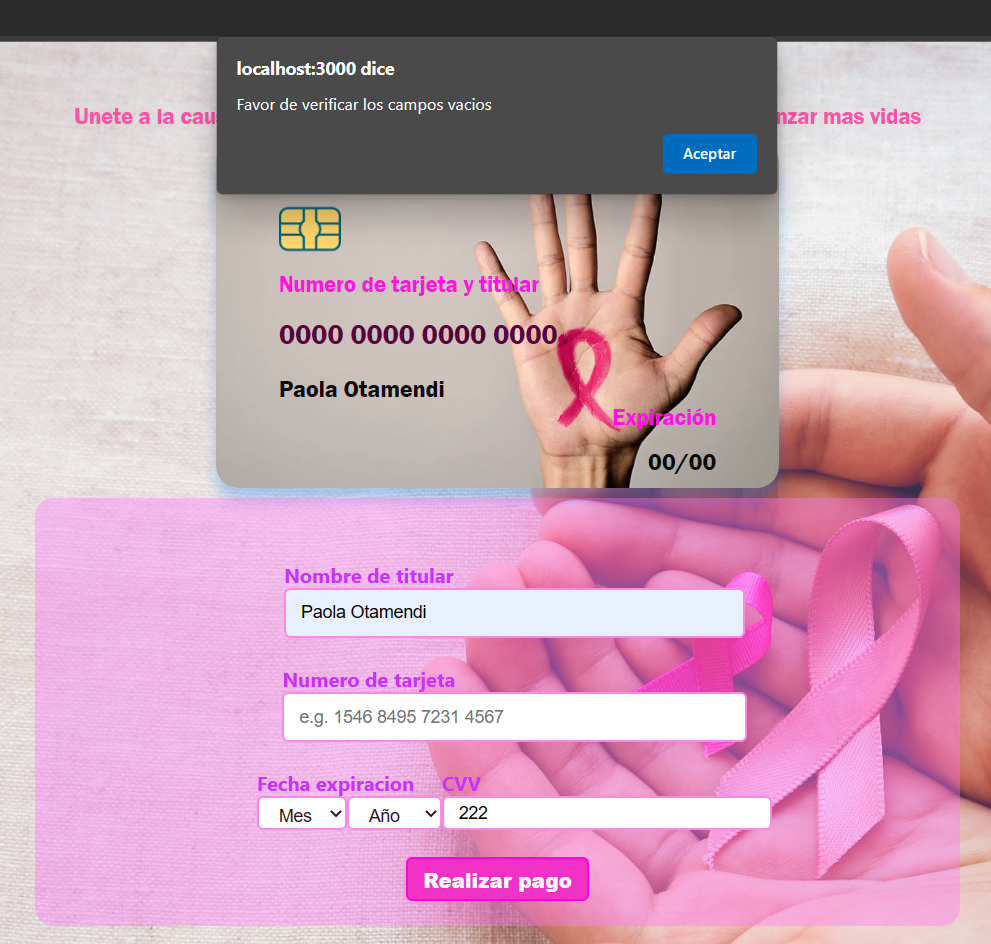 localhost:3000 dice
Favor de verificar los campos vacios
Aceptar
Unete a la cau nzar mas vidas
Numero de tarjeta y titular
0000 0000 0000 0000
Paola Otamendi
Expiración
00/00
Nombre de titular
Paola Otamendi
Numero de tarjeta
e.g. 1546 8495 7231 4567
Fecha expiracion CVV
Mes Año 222
Realizar pago